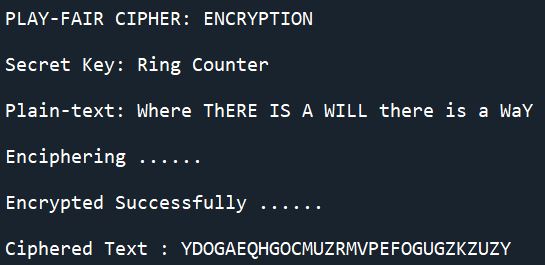 PLAY-FAIR CIPHER: ENCRYPTION
Secret Key: Ring Counter
Plain-text: Where ThERE IS A WILL there is a WaY
Enciphering ......
Encrypted Successfully ......
Ciphered Text : YDOGAEQHGOCMUZRMVPEFOGUGZKZUZY